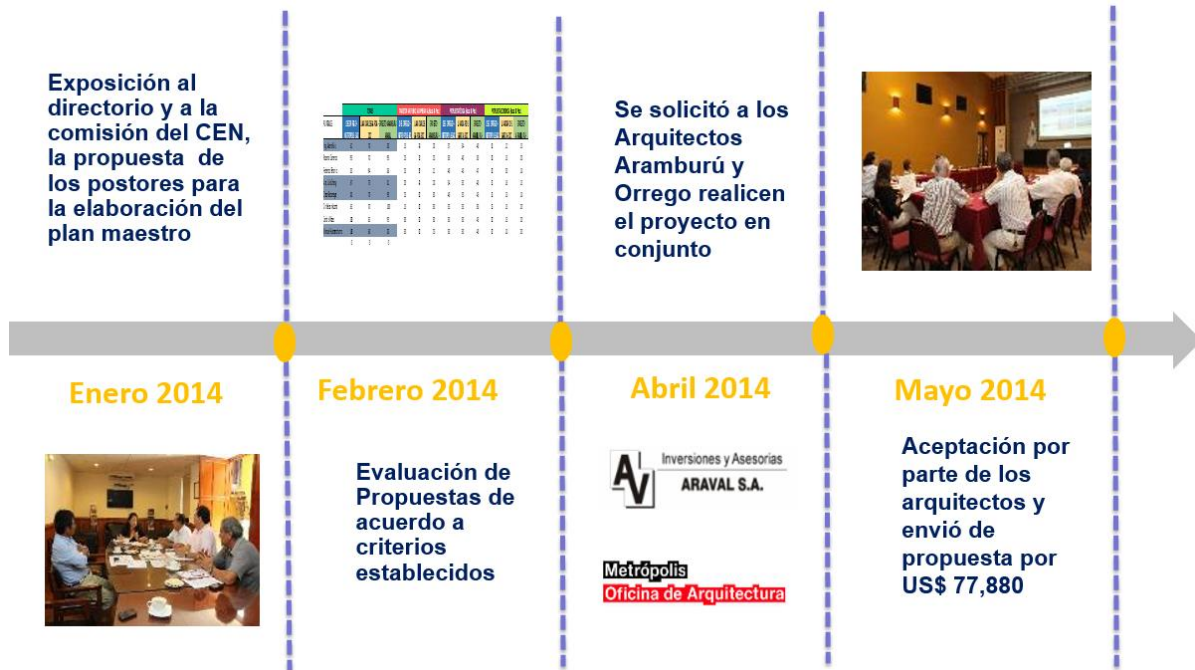 Exposición al
directorio y a la
comisión del CEN,
la propuesta de
los postores para
la elaboración del
plan maestro
Enero 2014
Febrero 2014
Evaluación de
Propuestas de
acuerdo a
criterios
establecidos
Se solicitó a los
Arquitectos
Aramburú y
Orrego realicen
el proyecto en
conjunto
Abril 2014
AV
Inversiones y Asesorias
ARAVAL S.A.
Metrópolis
Oficina de Arquitectura
Mayo 2014
Aceptación por
parte de los
arquitectos y
envió de
propuesta por
US$ 77,880